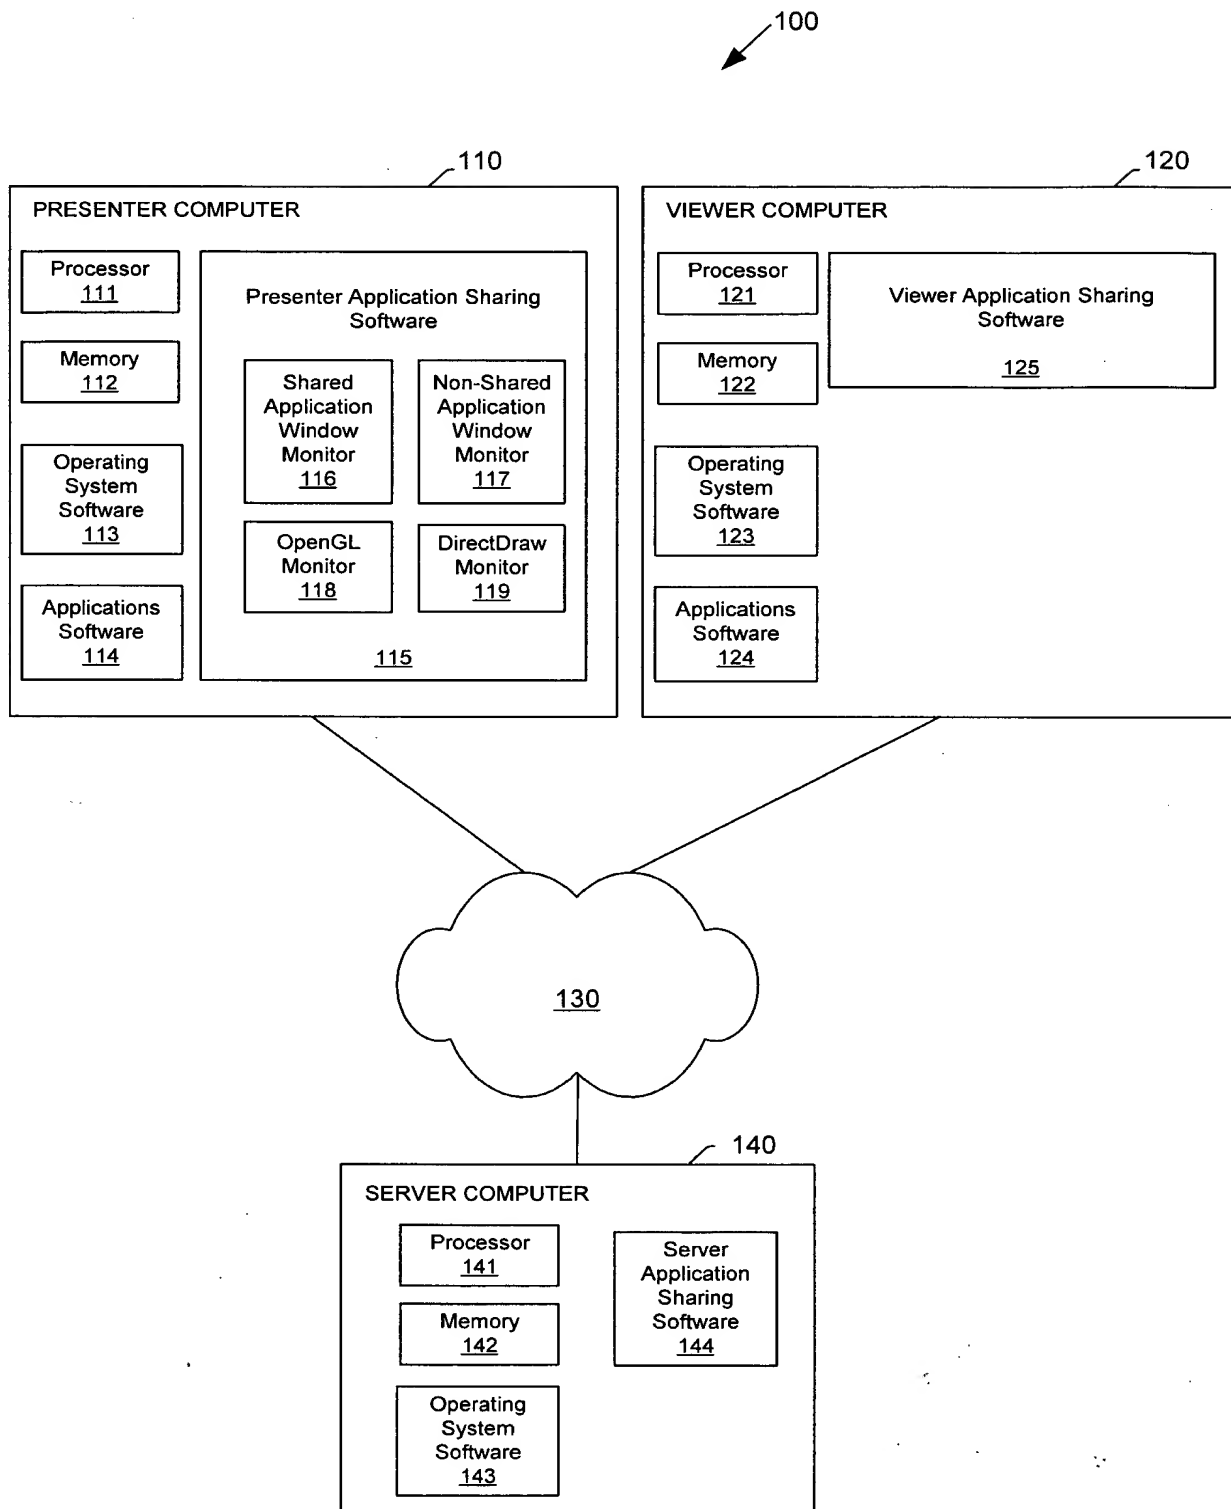 100
110
PRESENTER COMPUTER
Processor
111
Memory
112
Operating
System
Software
113
Applications
Software
114
Presenter Application Sharing
Software
Shared
Application
Window
Monitor
116
Non-Shared
Application
Window
Monitor
117
OpenGL
Monitor
118
DirectDraw
Monitor
119
115
120
VIEWER COMPUTER
Processor
121
Memory
122
Operating
System
Software
123
Applications
Software
124
Viewer Application Sharing
Software
125
130
140
SERVER COMPUTER
Processor
141
Memory
142
Operating
System
Software
143
Server
Application
Sharing
Software
144